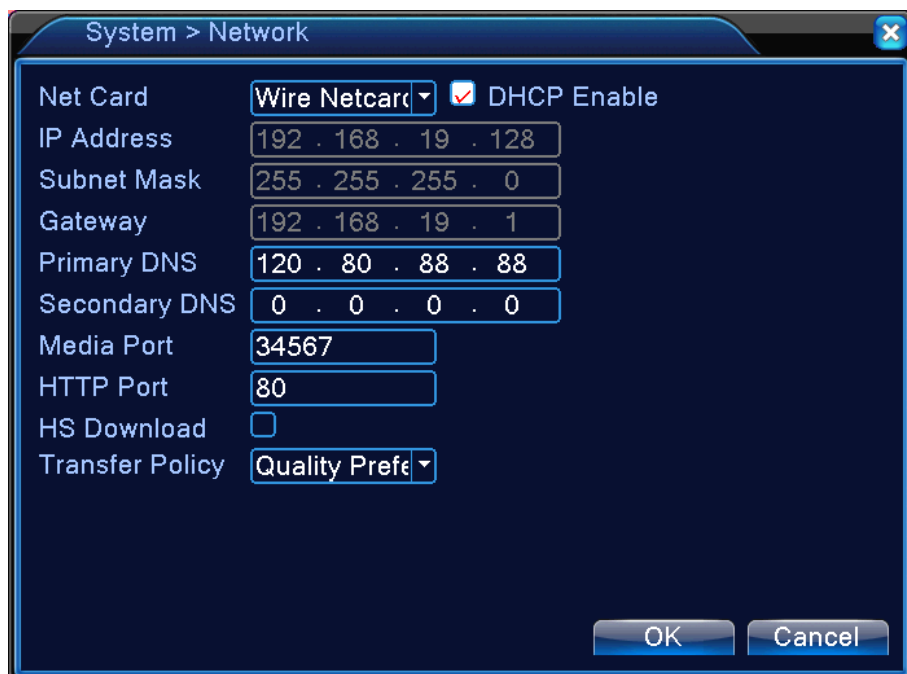 System > Network
Net Card Wire Netcard DHCP Enable
IP Address 192 . 168 . 19 . 128
Subnet Mask 255 . 255 . 255 . 0
Gateway 192 . 168 . 19 . 1
Primary DNS 120 . 80 . 88 . 88
Secondary DNS 0 . 0 . 0 . 0
Media Port 34567
HTTP Port 80
HS Download
Transfer Policy Quality Prefe
OK Cancel